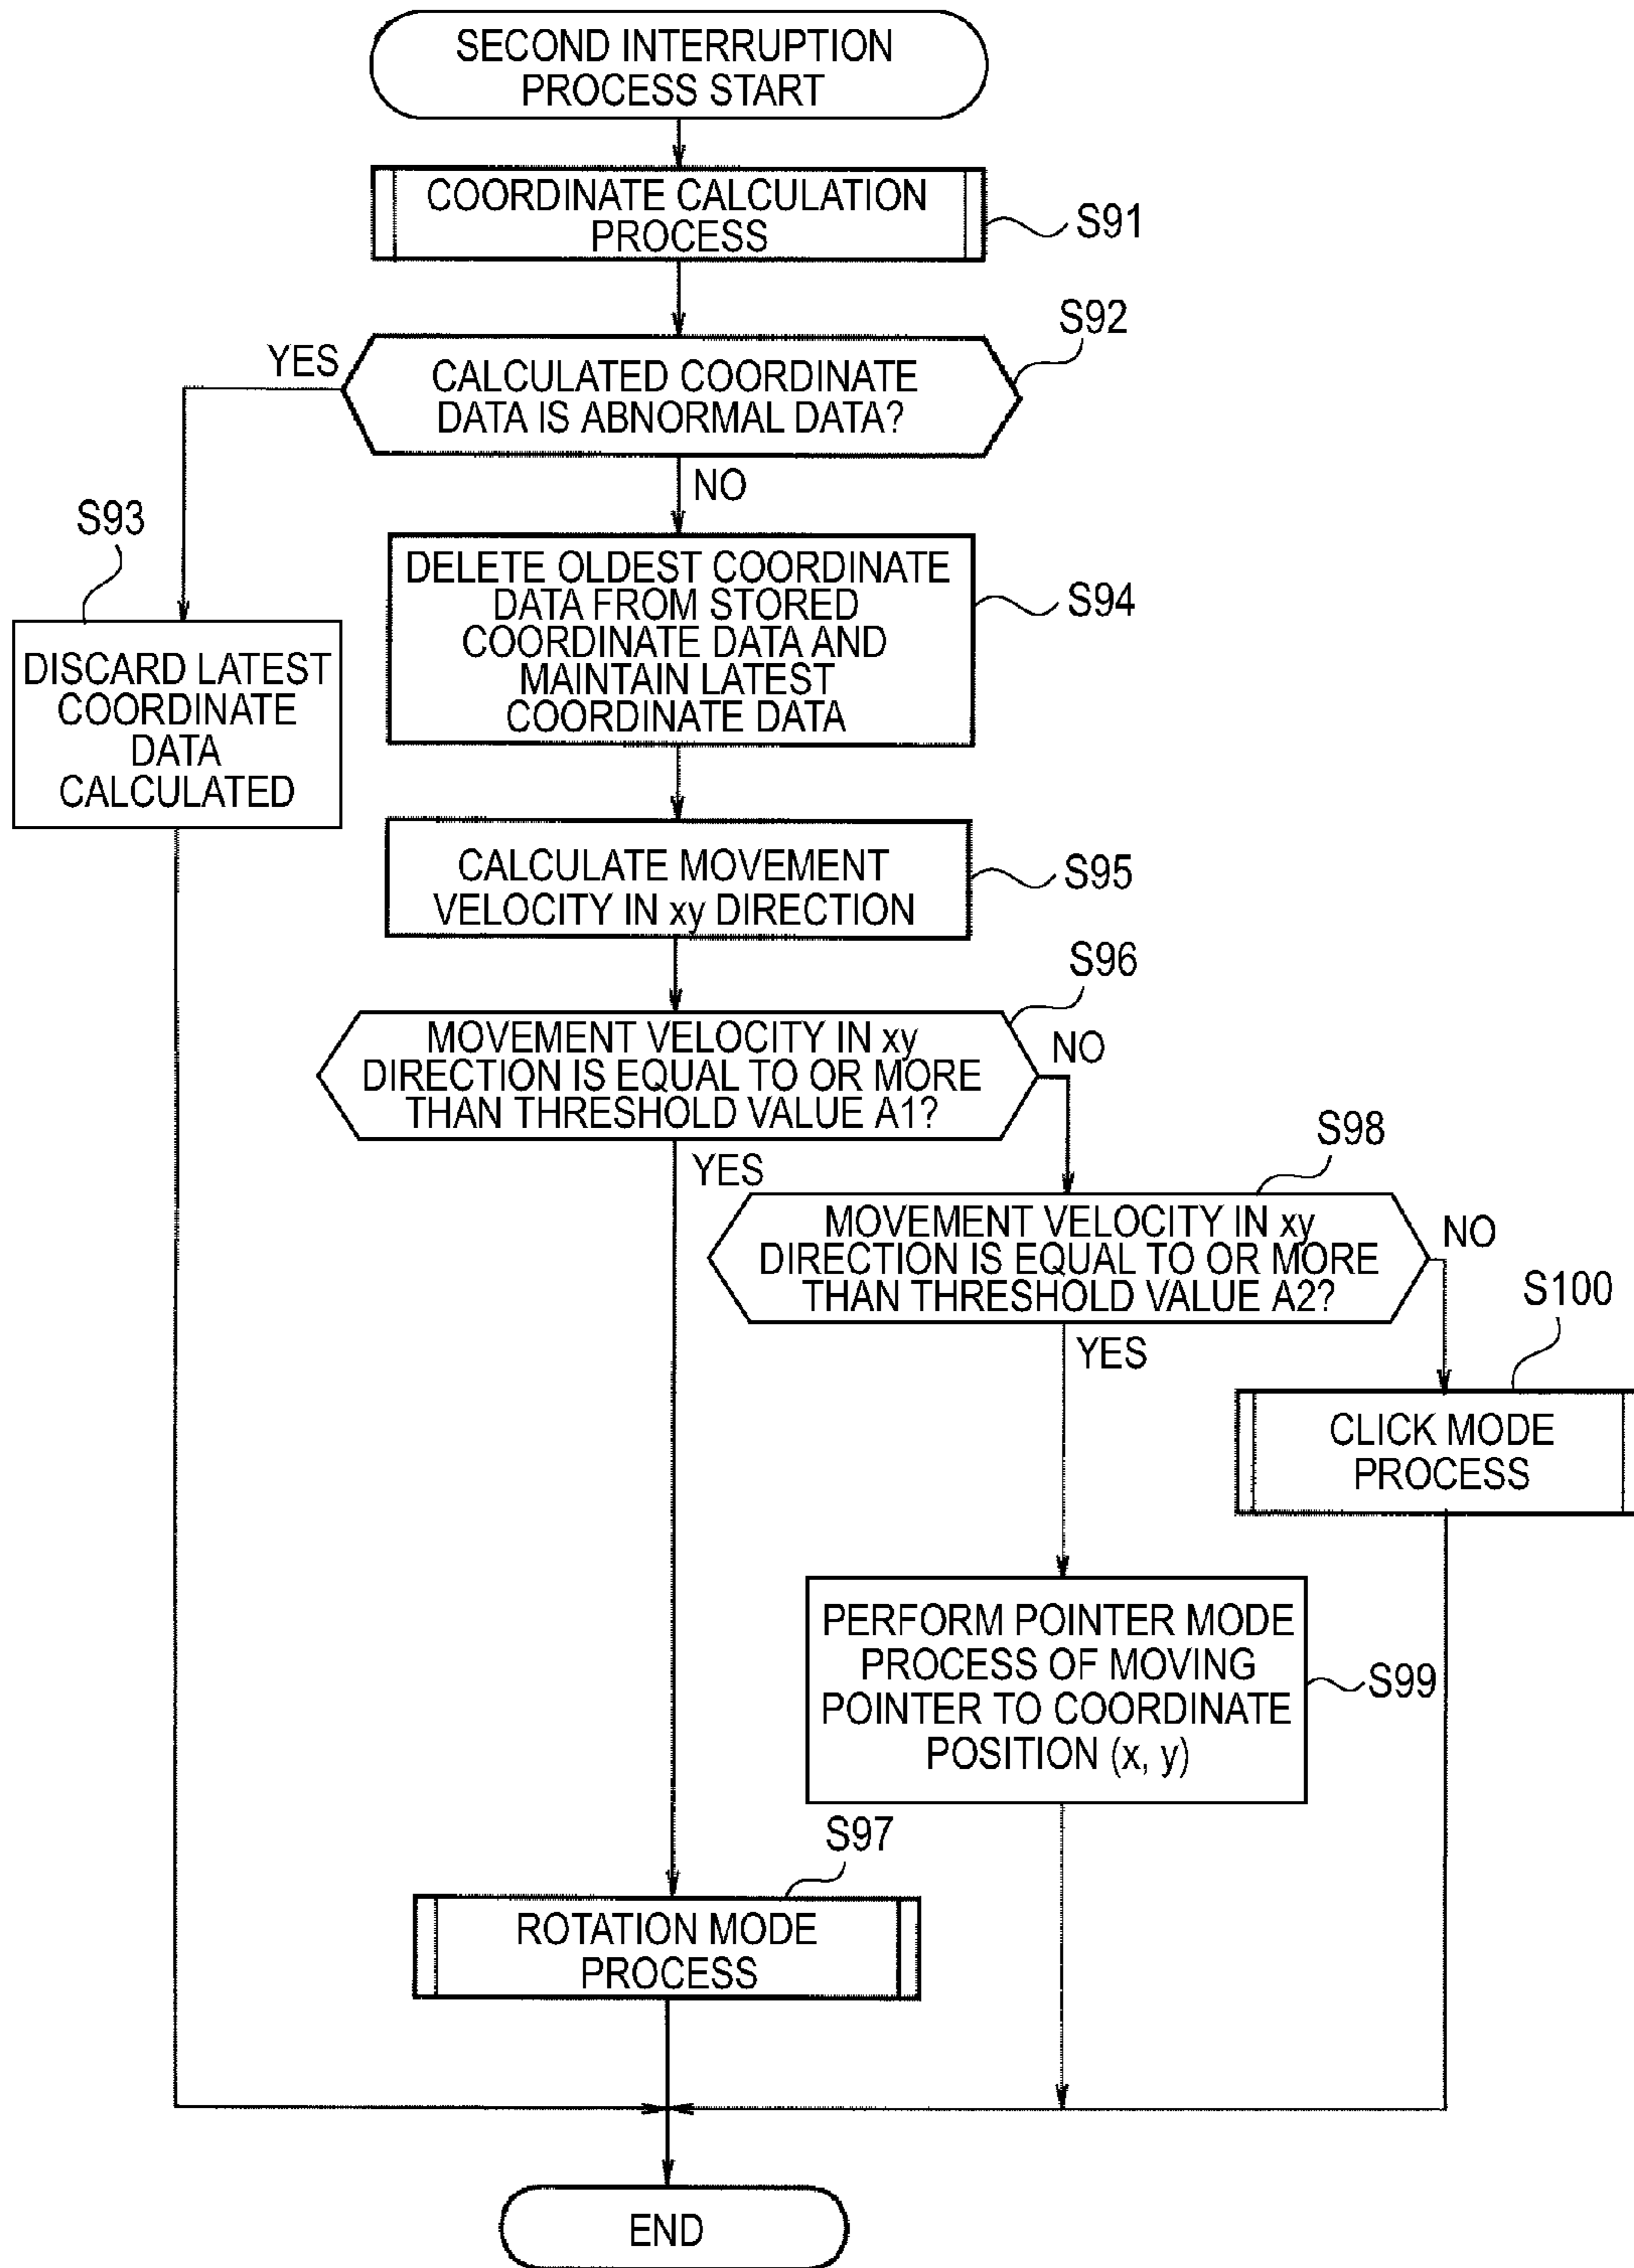 SECOND INTERRUPTION
PROCESS START
COORDINATE CALCULATION
PROCESS
S91
S92
YES
CALCULATED COORDINATE
DATA IS ABNORMAL DATA?
NO
S93
DISCARD LATEST
COORDINATE
DATA
CALCULATED
DELETE OLDEST COORDINATE
DATA FROM STORED
COORDINATE DATA AND
MAINTAIN LATEST
COORDINATE DATA
S94
CALCULATE MOVEMENT
VELOCITY IN xy DIRECTION
S95
S96
MOVEMENT VELOCITY IN xy
DIRECTION IS EQUAL TO OR MORE
THAN THRESHOLD VALUE A1?
NO
YES
S98
MOVEMENT VELOCITY IN xy
DIRECTION IS EQUAL TO OR MORE
THAN THRESHOLD VALUE A2?
NO
YES
S100
CLICK MODE
PROCESS
PERFORM POINTER MODE
PROCESS OF MOVING
POINTER TO COORDINATE
POSITION (x, y)
S99
S97
ROTATION MODE
PROCESS
END